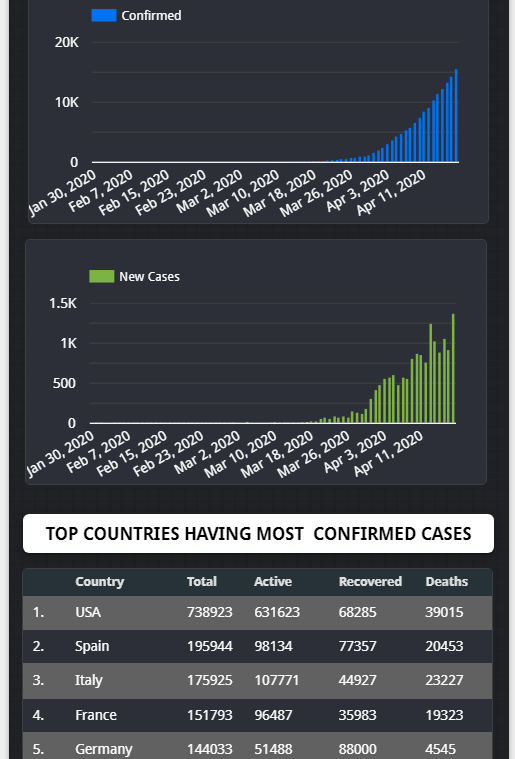 Confirmed
20K
10K
0
Jan 30, 2020 Feb 7, 2020 Feb 15, 2020 Feb 23, 2020 Mar 2, 2020 Mar 10, 2020 Mar 18, 2020 Mar 26, 2020 Apr 3, 2020 Apr 11, 2020
New Cases
1.5K
1K
500
0
Jan 30, 2020 Feb 7, 2020 Feb 15, 2020 Feb 23, 2020 Mar 2, 2020 Mar 10, 2020 Mar 18, 2020 Mar 26, 2020 Apr 3, 2020 Apr 11, 2020
TOP COUNTRIES HAVING MOST CONFIRMED CASES
Country Total Active Recovered Deaths
1. USA 738923 631623 68285 39015
2. Spain 195944 98134 77357 20453
3. Italy 175925 107771 44927 23227
4. France 151793 96487 35983 19323
5. Germany 144033 51488 88000 4545